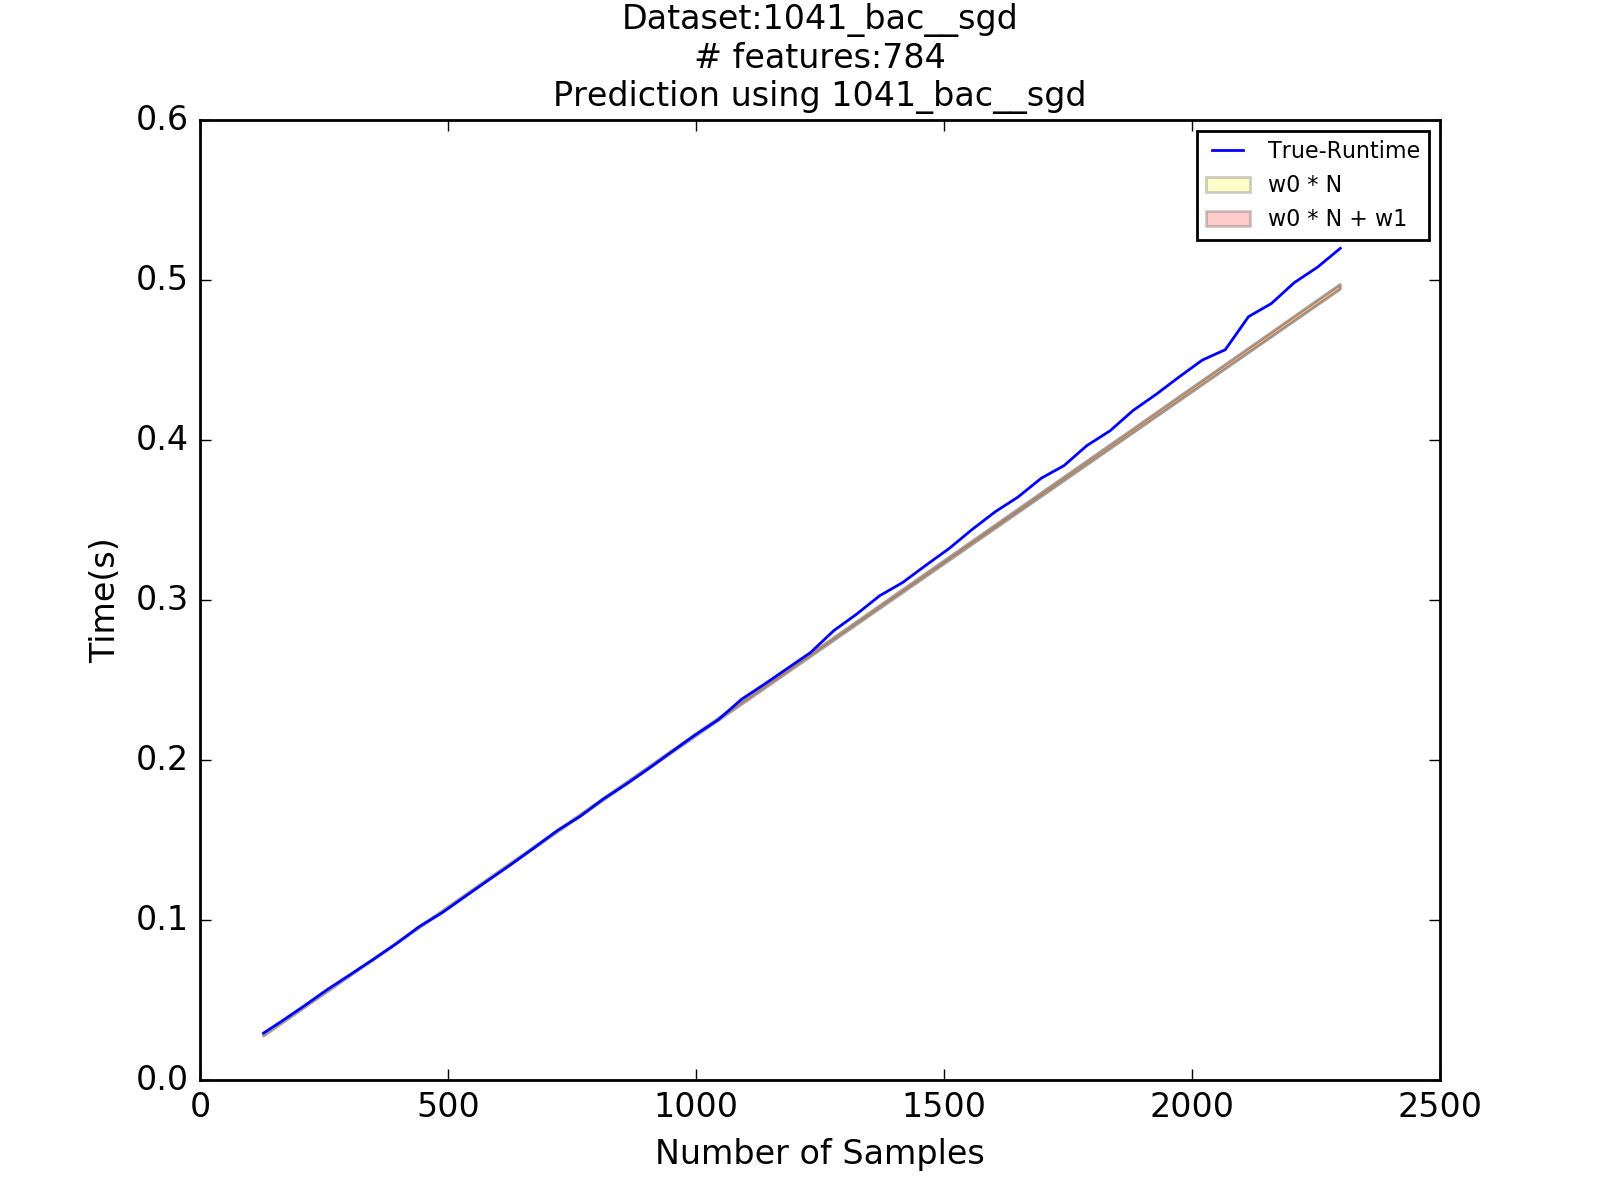 Dataset:1041_bac__sgd
# features:784
Prediction using 1041_bac__sgd
0.6
0.5
0.4
0.3
0.2
0.1
0.0
Time(s)
True-Runtime
w0 * N
w0 * N + w1
0 500 1000 1500 2000 2500
Number of Samples